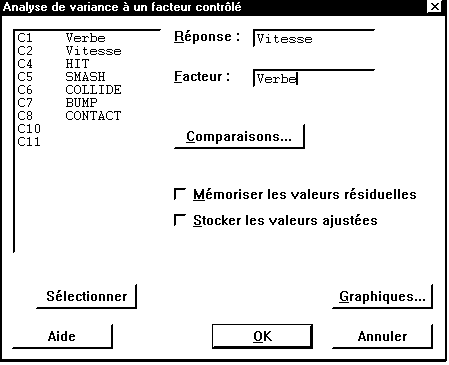 Analyse de variance à un facteur contrôlé
C1 Verbe
C2 Vitesse
C4 HIT
C5 SMASH
C6 COLLIDE
C7 BUMP
C8 CONTACT
C10
C11
Réponse : Vitesse
Facteur : Verbe
Comparaisons...
Mémoriser les valeurs résiduelles
Stocker les valeurs ajustées
Sélectionner
Graphiques...
Aide
OK
Annuler